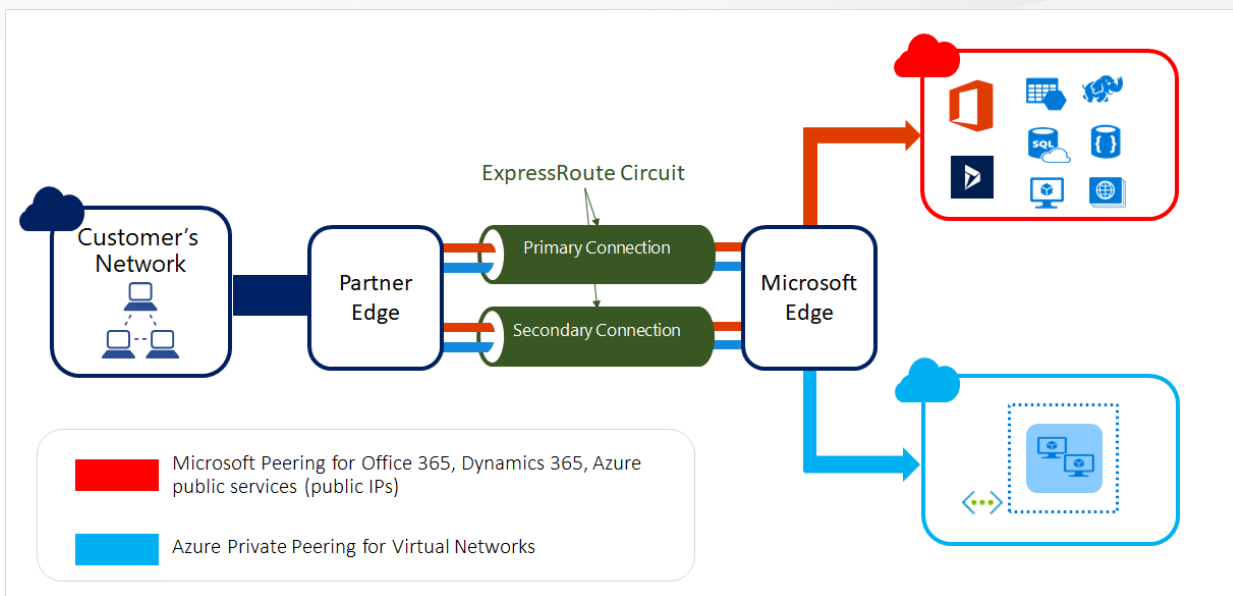 ExpressRoute Circuit
Customer's
Network
Partner
Edge
Primary Connection
Secondary Connection
Microsoft
Edge
SQL
Microsoft Peering for Office 365, Dynamics 365, Azure
public services (public IPs)
Azure Private Peering for Virtual Networks